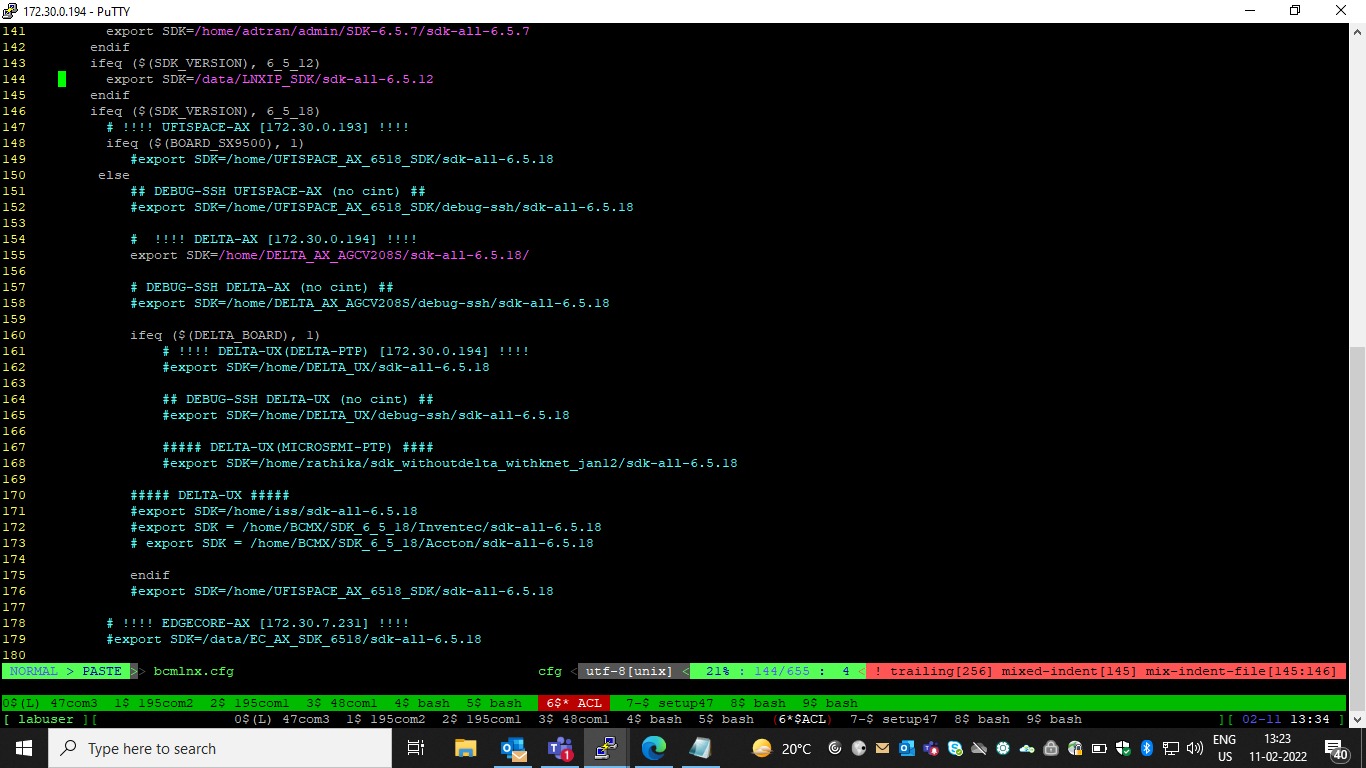 172.30.0.194 - PuTTY
141 export SDK=/home/adtran/admin/SDK-6.5.7/sdk-all-6.5.7
142 endif
143 ifeq ($(SDK_VERSION), 6_5_12)
144 export SDK=/data/LNXIP_SDK/sdk-all-6.5.12
145 endif
146 ifeq ($(SDK_VERSION), 6_5_18)
147 # !!!! UFISPACE-AX [172.30.0.193] !!!!
148 ifeq ($(BOARD_SX9500), 1)
149 #export SDK=/home/UFISPACE_AX_6518_SDK/sdk-all-6.5.18
150 else
151 ## DEBUG-SSH UFISPACE-AX (no cint) ##
152 #export SDK=/home/UFISPACE_AX_6518_SDK/debug-ssh/sdk-all-6.5.18
153
154 #  !!!! DELTA-AX [172.30.0.194] !!!!
155 export SDK=/home/DELTA_AX_AGCV208S/sdk-all-6.5.18/
156
157 # DEBUG-SSH DELTA-AX (no cint) ##
158 #export SDK=/home/DELTA_AX_AGCV208S/debug-ssh/sdk-all-6.5.18
159
160 ifeq ($(DELTA_BOARD), 1)
161 # !!!! DELTA-UX(DELTA-PTP) [172.30.0.194] !!!!
162 #export SDK=/home/DELTA_UX/sdk-all-6.5.18
163
164 ## DEBUG-SSH DELTA-UX (no cint) ##
165 #export SDK=/home/DELTA_UX/debug-ssh/sdk-all-6.5.18
166
167 ##### DELTA-UX(MICROSEMI-PTP) ####
168 #export SDK=/home/rathika/sdk_withoutdelta_withknet_jan12/sdk-all-6.5.18
169
170 ##### DELTA-UX #####
171 #export SDK=/home/iss/sdk-all-6.5.18
172 #export SDK = /home/BCMX/SDK_6_5_18/Inventec/sdk-all-6.5.18
173 # export SDK = /home/BCMX/SDK_6_5_18/Accton/sdk-all-6.5.18
174
175 endif
176 #export SDK=/home/UFISPACE_AX_6518_SDK/sdk-all-6.5.18
177
178 # !!!! EDGECORE-AX [172.30.7.231] !!!!
179 #export SDK=/data/EC_AX_SDK_6518/sdk-all-6.5.18
180
NORMAL > PASTE >> bcmlnx.cfg cfg < utf-8[unix] < 21% : 144/655 : 4 < ! trailing[256] mixed-indent[145] mix-indent-file[145:146]
0$(L) 47com3 1$ 195com2 2$ 195com1 3$ 48com1 4$ bash 5$ bash 6$* ACL 7-$ setup47 8$ bash 9$ bash
[ labuser ][ 0$(L) 47com3 1$ 195com2 2$ 195com1 3$ 48com1 4$ bash 5$ bash (6*$ACL) 7-$ setup47 8$ bash 9$ bash ][ 02-11 13:34 ]
Type here to search 1 20°C ENG US 13:23 11-02-2022 40